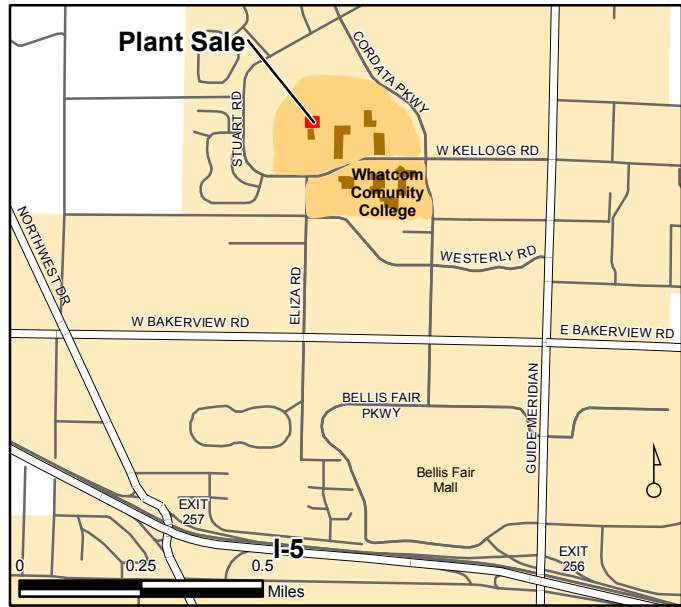 Plant Sale
CORDATA PKWY
STUART RD
W KELLOGG RD
Whatcom
Comunity
College
WESTERLY RD
NORTHWEST DR
ELIZA RD
W BAKERVIEW RD
E BAKERVIEW RD
GUIDE MERIDIAN
BELLIS FAIR
PKWY
Bellis Fair
Mall
EXIT
257
I-5
EXIT
256
0 0.25 0.5
Miles